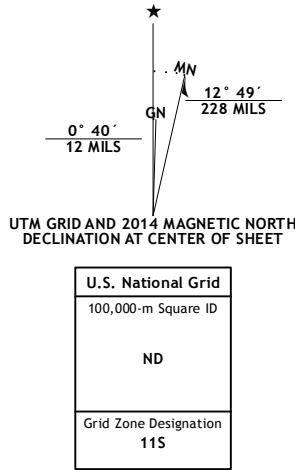 ★
MN
GN
12° 49´
228 MILS
0° 40´
12 MILS
UTM GRID AND 2014 MAGNETIC NORTH
DECLINATION AT CENTER OF SHEET
U.S. National Grid
100,000-m Square ID
ND
Grid Zone Designation
11S